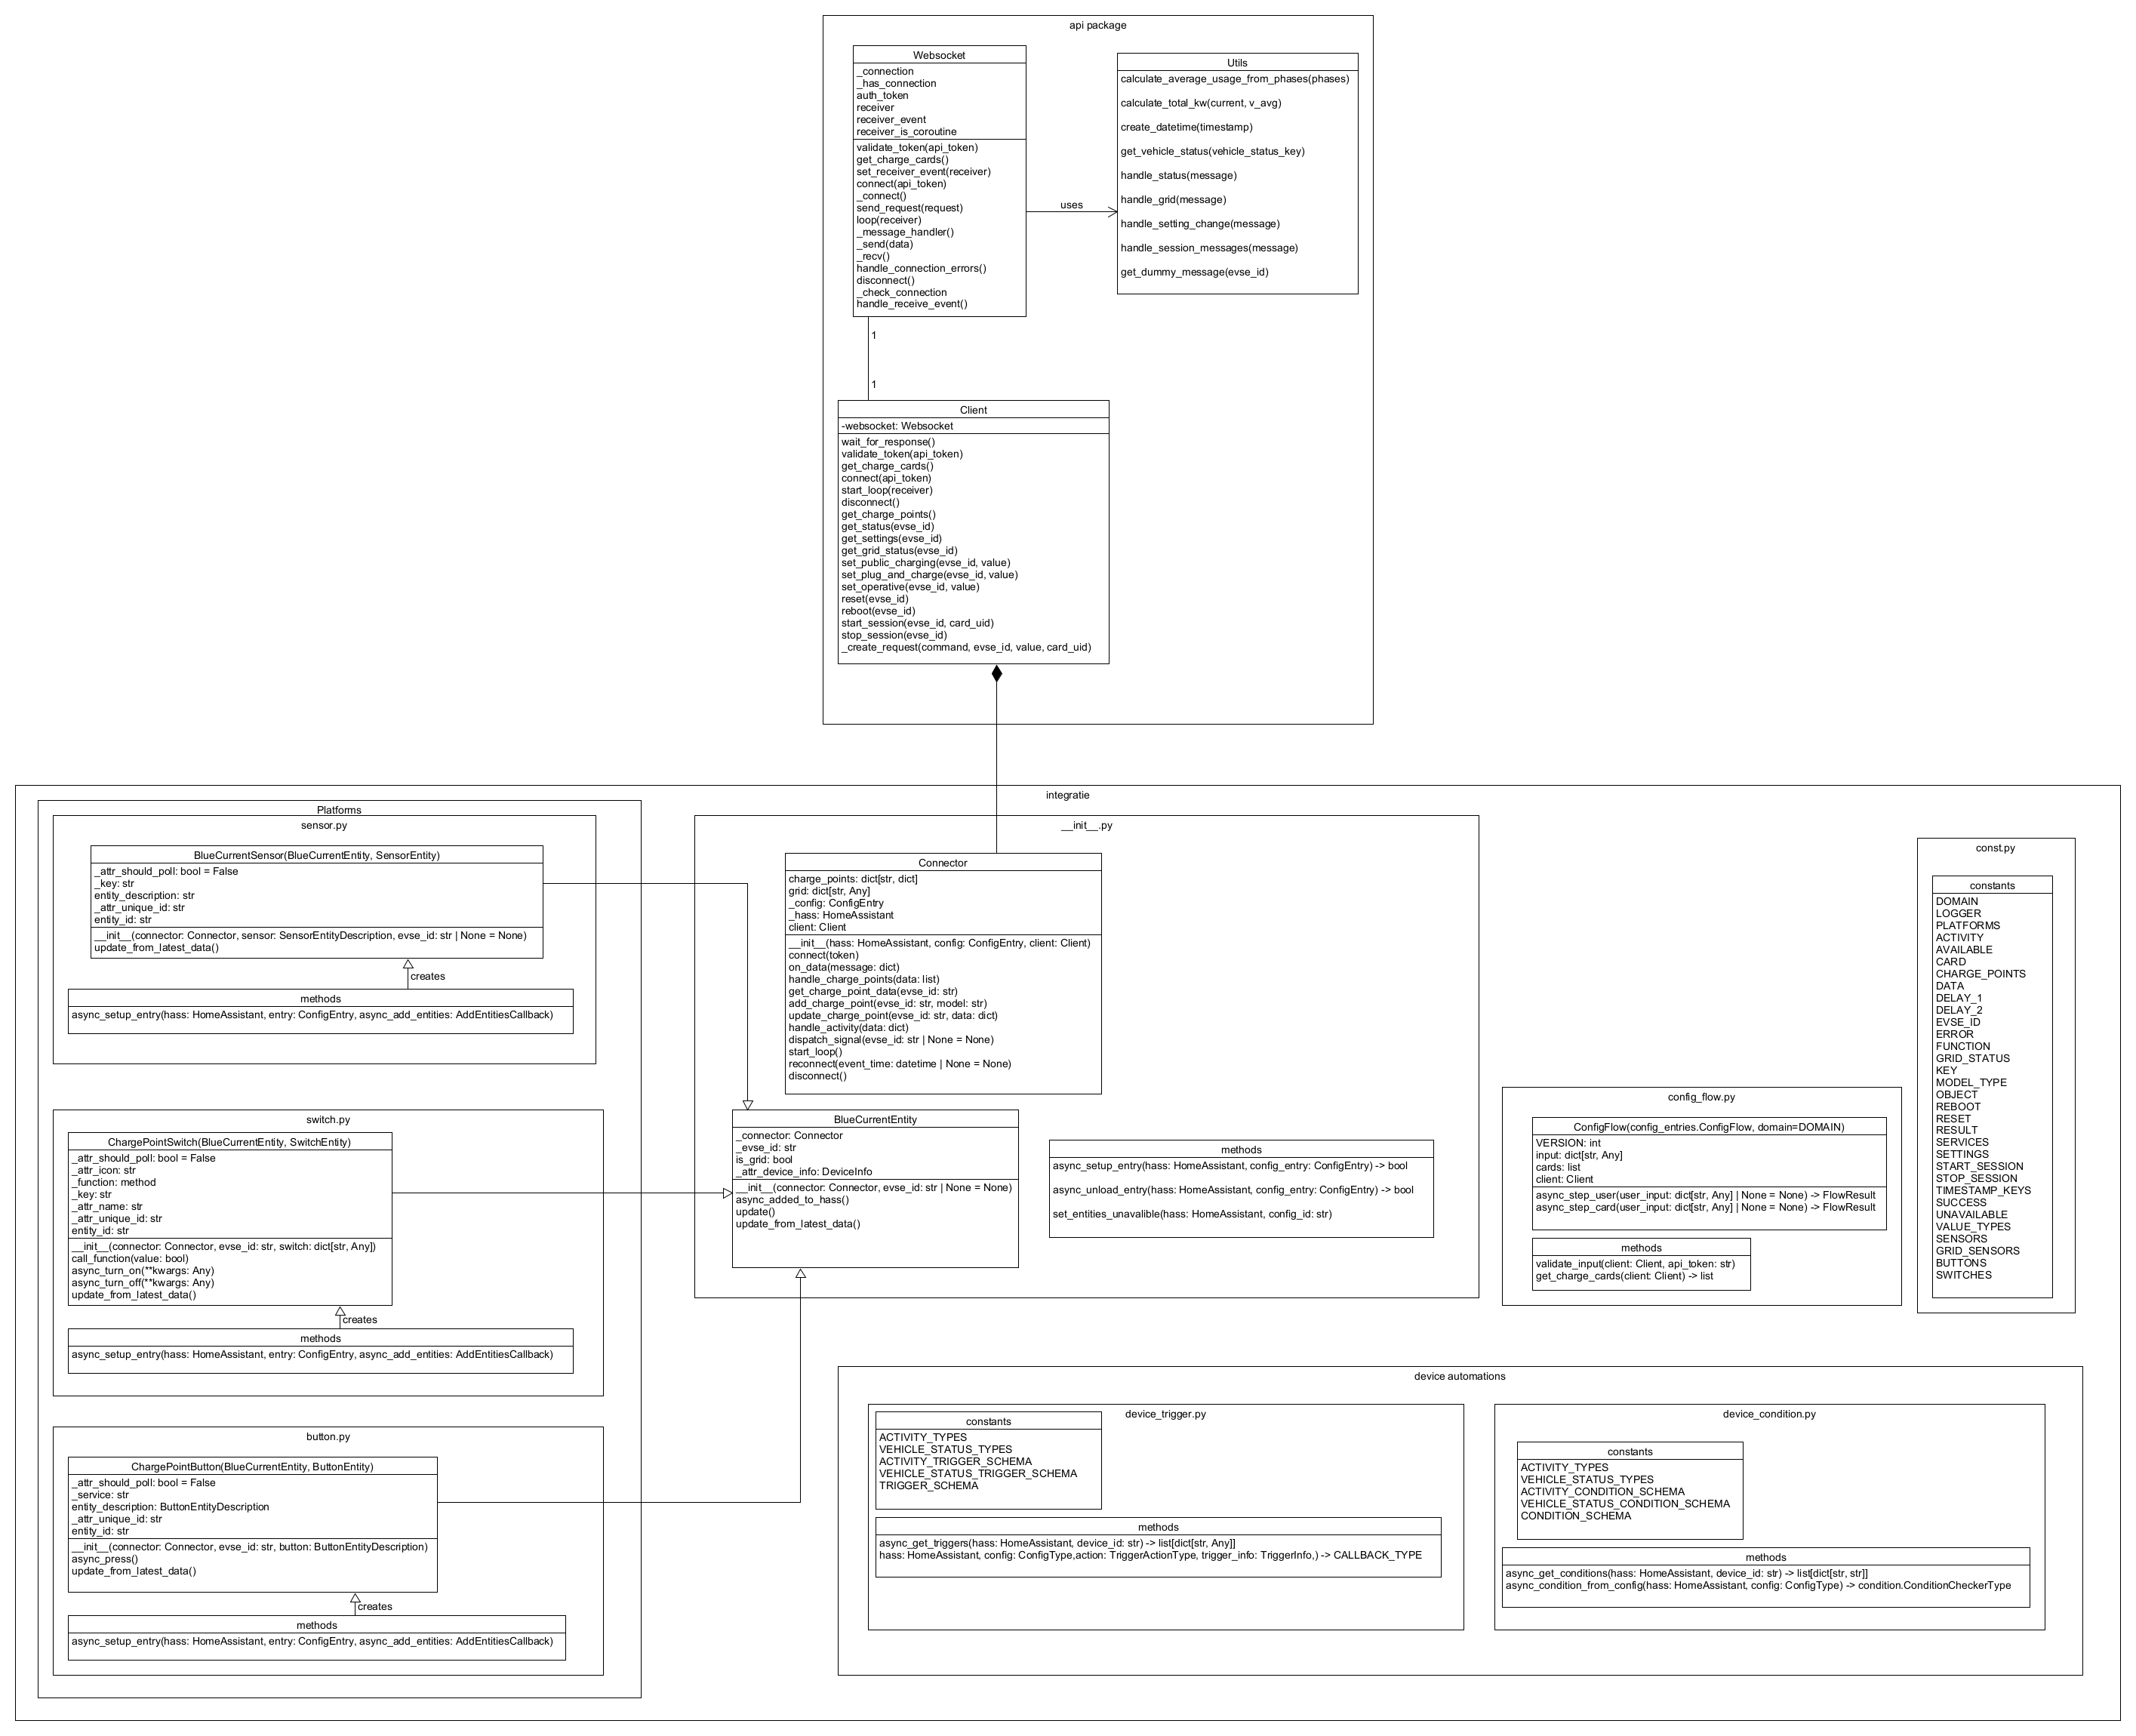 api package
Websocket
_connection
_has_connection
auth_token
receiver
receiver_event
receiver_is_coroutine
validate_token(api_token)
get_charge_cards()
set_receiver_event(receiver)
connect(api_token)
_connect()
send_request(request)
loop(receiver)
_message_handler()
_send(data)
_recv()
handle_connection_errors()
disconnect()
_check_connection
handle_receive_event()
uses
Utils
calculate_average_usage_from_phases(phases)
calculate_total_kw(current, v_avg)
create_datetime(timestamp)
get_vehicle_status(vehicle_status_key)
handle_status(message)
handle_grid(message)
handle_setting_change(message)
handle_session_messages(message)
get_dummy_message(evse_id)
1
1
Client
-websocket: Websocket
wait_for_response()
validate_token(api_token)
get_charge_cards()
connect(api_token)
start_loop(receiver)
disconnect()
get_charge_points()
get_status(evse_id)
get_settings(evse_id)
get_grid_status(evse_id)
set_public_charging(evse_id, value)
set_plug_and_charge(evse_id, value)
set_operative(evse_id, value)
reset(evse_id)
reboot(evse_id)
start_session(evse_id, card_uid)
stop_session(evse_id)
_create_request(command, evse_id, value, card_uid)
integratie
Platforms
sensor.py
BlueCurrentSensor(BlueCurrentEntity, SensorEntity)
_attr_should_poll: bool = False
_key: str
entity_description: str
_attr_unique_id: str
entity_id: str
__init__(connector: Connector, sensor: SensorEntityDescription, evse_id: str | None = None)
update_from_latest_data()
creates
methods
async_setup_entry(hass: HomeAssistant, entry: ConfigEntry, async_add_entities: AddEntitiesCallback)
switch.py
ChargePointSwitch(BlueCurrentEntity, SwitchEntity)
_attr_should_poll: bool = False
_attr_icon: str
_function: method
_key: str
_attr_name: str
_attr_unique_id: str
entity_id: str
__init__(connector: Connector, evse_id: str, switch: dict[str, Any])
call_function(value: bool)
async_turn_on(**kwargs: Any)
async_turn_off(**kwargs: Any)
update_from_latest_data()
creates
methods
async_setup_entry(hass: HomeAssistant, entry: ConfigEntry, async_add_entities: AddEntitiesCallback)
button.py
ChargePointButton(BlueCurrentEntity, ButtonEntity)
_attr_should_poll: bool = False
_service: str
entity_description: ButtonEntityDescription
_attr_unique_id: str
entity_id: str
__init__(connector: Connector, evse_id: str, button: ButtonEntityDescription)
async_press()
update_from_latest_data()
creates
methods
async_setup_entry(hass: HomeAssistant, entry: ConfigEntry, async_add_entities: AddEntitiesCallback)
__init__.py
Connector
charge_points: dict[str, dict]
grid: dict[str, Any]
_config: ConfigEntry
_hass: HomeAssistant
client: Client
__init__(hass: HomeAssistant, config: ConfigEntry, client: Client)
connect(token)
on_data(message: dict)
handle_charge_points(data: list)
get_charge_point_data(evse_id: str)
add_charge_point(evse_id: str, model: str)
update_charge_point(evse_id: str, data: dict)
handle_activity(data: dict)
dispatch_signal(evse_id: str | None = None)
start_loop()
reconnect(event_time: datetime | None = None)
disconnect()
BlueCurrentEntity
_connector: Connector
_evse_id: str
is_grid: bool
_attr_device_info: DeviceInfo
__init__(connector: Connector, evse_id: str | None = None)
async_added_to_hass()
update()
update_from_latest_data()
methods
async_setup_entry(hass: HomeAssistant, config_entry: ConfigEntry) -> bool
async_unload_entry(hass: HomeAssistant, config_entry: ConfigEntry) -> bool
set_entities_unavalible(hass: HomeAssistant, config_id: str)
config_flow.py
ConfigFlow(config_entries.ConfigFlow, domain=DOMAIN)
VERSION: int
input: dict[str, Any]
cards: list
client: Client
async_step_user(user_input: dict[str, Any] | None = None) -> FlowResult
async_step_card(user_input: dict[str, Any] | None = None) -> FlowResult
methods
validate_input(client: Client, api_token: str)
get_charge_cards(client: Client) -> list
const.py
constants
DOMAIN
LOGGER
PLATFORMS
ACTIVITY
AVAILABLE
CARD
CHARGE_POINTS
DATA
DELAY_1
DELAY_2
EVSE_ID
ERROR
FUNCTION
GRID_STATUS
KEY
MODEL_TYPE
OBJECT
REBOOT
RESET
RESULT
SERVICES
SETTINGS
START_SESSION
STOP_SESSION
TIMESTAMP_KEYS
SUCCESS
UNAVAILABLE
VALUE_TYPES
SENSORS
GRID_SENSORS
BUTTONS
SWITCHES
device automations
device_trigger.py
constants
ACTIVITY_TYPES
VEHICLE_STATUS_TYPES
ACTIVITY_TRIGGER_SCHEMA
VEHICLE_STATUS_TRIGGER_SCHEMA
TRIGGER_SCHEMA
methods
async_get_triggers(hass: HomeAssistant, device_id: str) -> list[dict[str, Any]]
hass: HomeAssistant, config: ConfigType,action: TriggerActionType, trigger_info: TriggerInfo,) -> CALLBACK_TYPE
device_condition.py
constants
ACTIVITY_TYPES
VEHICLE_STATUS_TYPES
ACTIVITY_CONDITION_SCHEMA
VEHICLE_STATUS_CONDITION_SCHEMA
CONDITION_SCHEMA
methods
async_get_conditions(hass: HomeAssistant, device_id: str) -> list[dict[str, str]]
async_condition_from_config(hass: HomeAssistant, config: ConfigType) -> condition.ConditionCheckerType